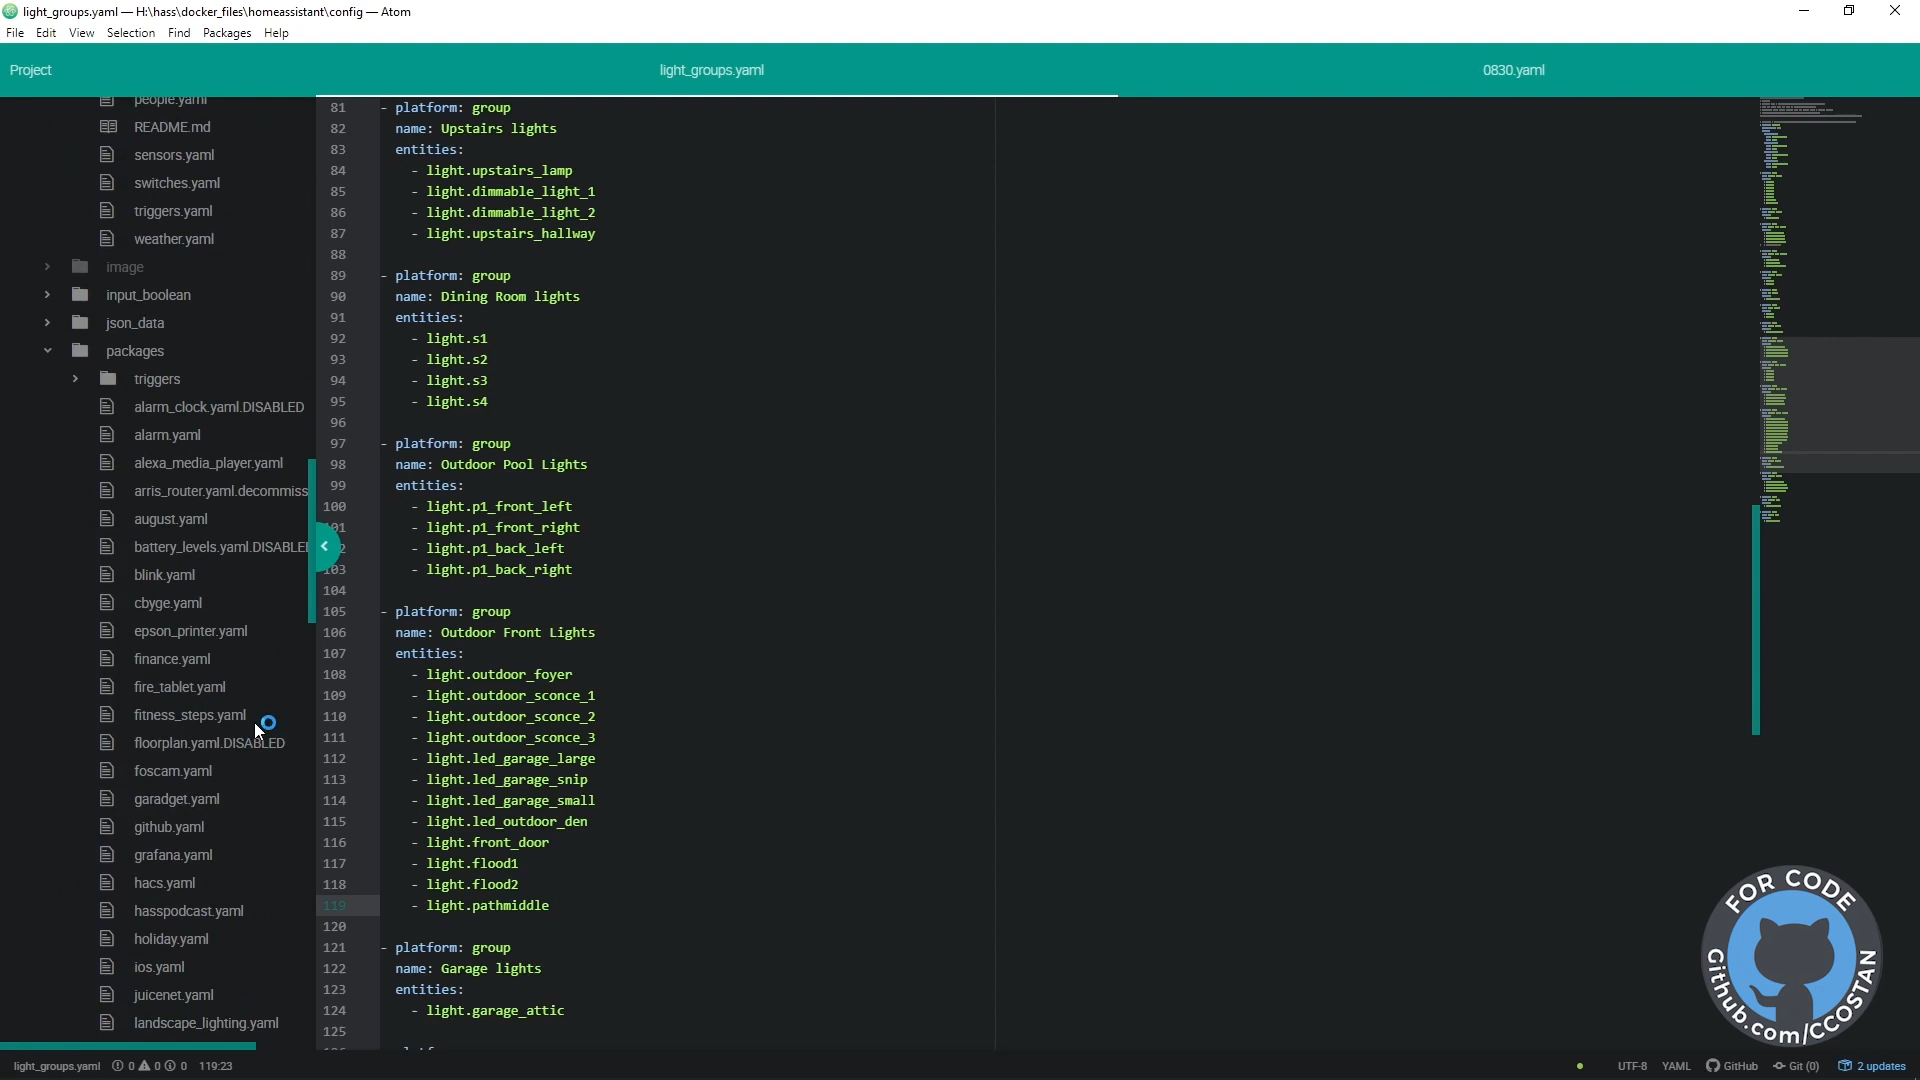 light_groups.yaml — H:\hass\docker_files\homeassistant\config — Atom
File Edit View Selection Find Packages Help
Project light_groups.yaml 0830.yaml
people.yaml
README.md
sensors.yaml
switches.yaml
triggers.yaml
weather.yaml
image
input_boolean
json_data
packages
triggers
alarm_clock.yaml.DISABLED
alarm.yaml
alexa_media_player.yaml
arris_router.yaml.decommiss
august.yaml
battery_levels.yaml.DISABLE
blink.yaml
cbyge.yaml
epson_printer.yaml
finance.yaml
fire_tablet.yaml
fitness_steps.yaml
floorplan.yaml.DISABLED
foscam.yaml
garadget.yaml
github.yaml
grafana.yaml
hacs.yaml
hasspodcast.yaml
holiday.yaml
ios.yaml
juicenet.yaml
landscape_lighting.yaml
81 - platform: group
82 name: Upstairs lights
83 entities:
84 - light.upstairs_lamp
85 - light.dimmable_light_1
86 - light.dimmable_light_2
87 - light.upstairs_hallway
88
89 - platform: group
90 name: Dining Room lights
91 entities:
92 - light.s1
93 - light.s2
94 - light.s3
95 - light.s4
96
97 - platform: group
98 name: Outdoor Pool Lights
99 entities:
100 - light.p1_front_left
101 - light.p1_front_right
2 - light.p1_back_left
103 - light.p1_back_right
104
105 - platform: group
106 name: Outdoor Front Lights
107 entities:
108 - light.outdoor_foyer
109 - light.outdoor_sconce_1
110 - light.outdoor_sconce_2
111 - light.outdoor_sconce_3
112 - light.led_garage_large
113 - light.led_garage_snip
114 - light.led_garage_small
115 - light.led_outdoor_den
116 - light.front_door
117 - light.flood1
118 - light.flood2
119 - light.pathmiddle
120
121 - platform: group
122 name: Garage lights
123 entities:
124 - light.garage_attic
125
FOR CODE
Github.com/CCOSTAN
light_groups.yaml 0 0 0 119:23 UTF-8 YAML GitHub Git (0) 2 updates